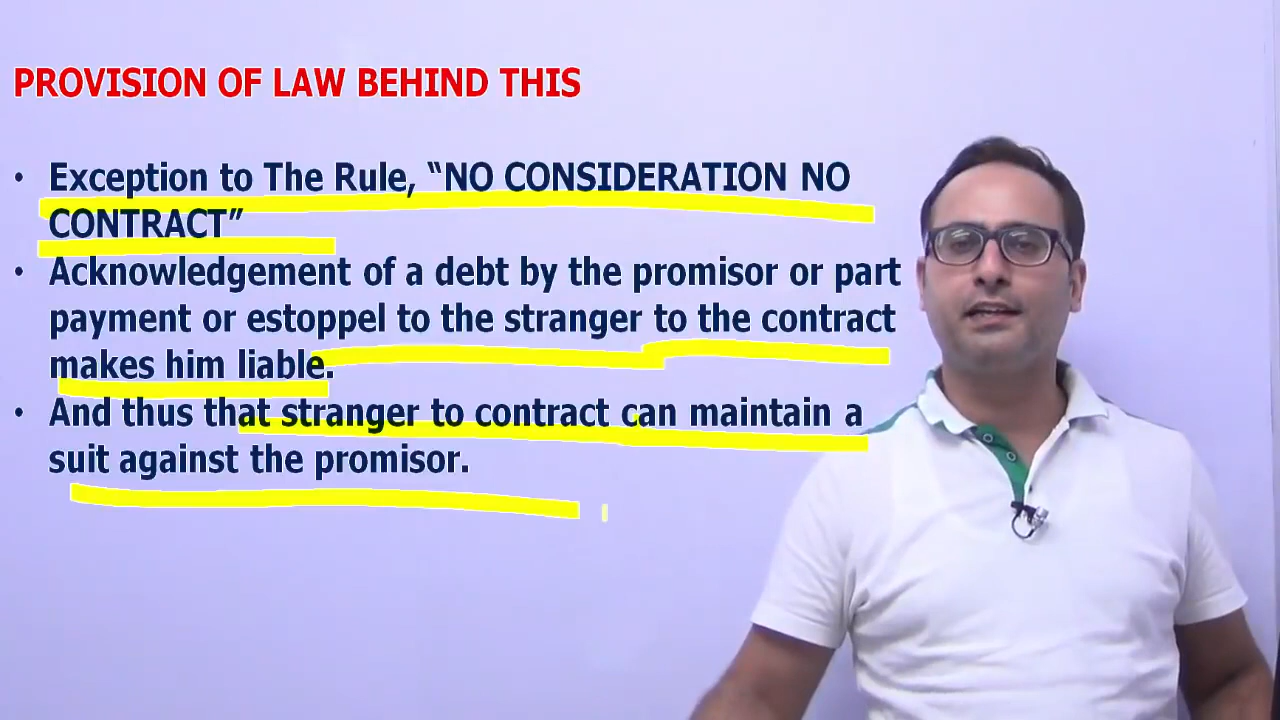 PROVISION OF LAW BEHIND THIS
• Exception to The Rule, “NO CONSIDERATION NO
CONTRACT”
• Acknowledgement of a debt by the promisor or part
payment or estoppel to the stranger to the contract
makes him liable.
• And thus that stranger to contract can maintain a
suit against the promisor.